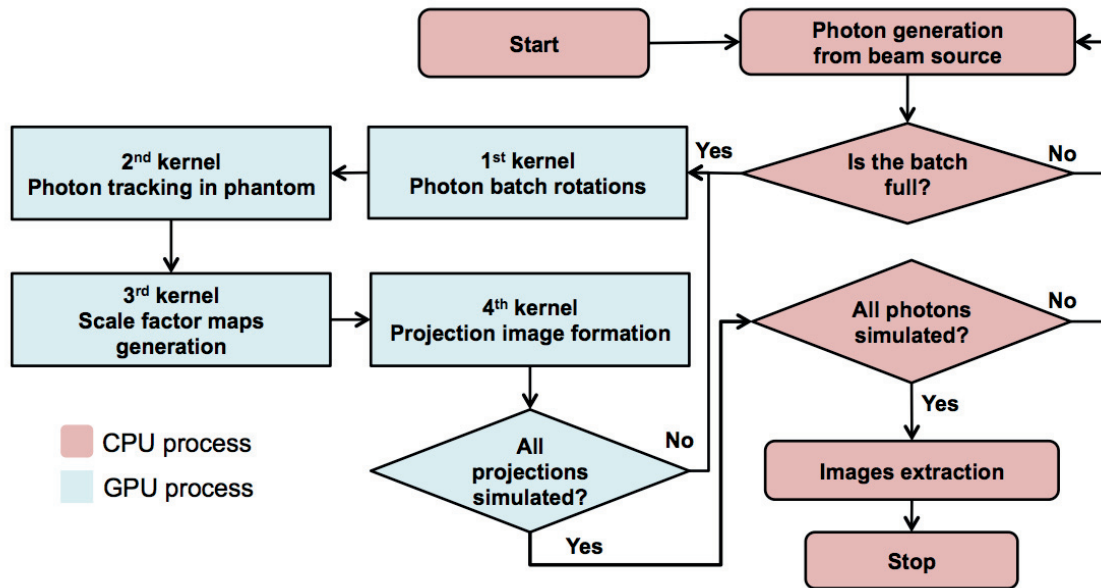 Start
Photon generation
from beam source
Is the batch
full?
No
Yes
1st kernel
Photon batch rotations
2nd kernel
Photon tracking in phantom
3rd kernel
Scale factor maps
generation
4th kernel
Projection image formation
All
projections
simulated?
No
Yes
All photons
simulated?
No
Yes
Images extraction
Stop
CPU process
GPU process